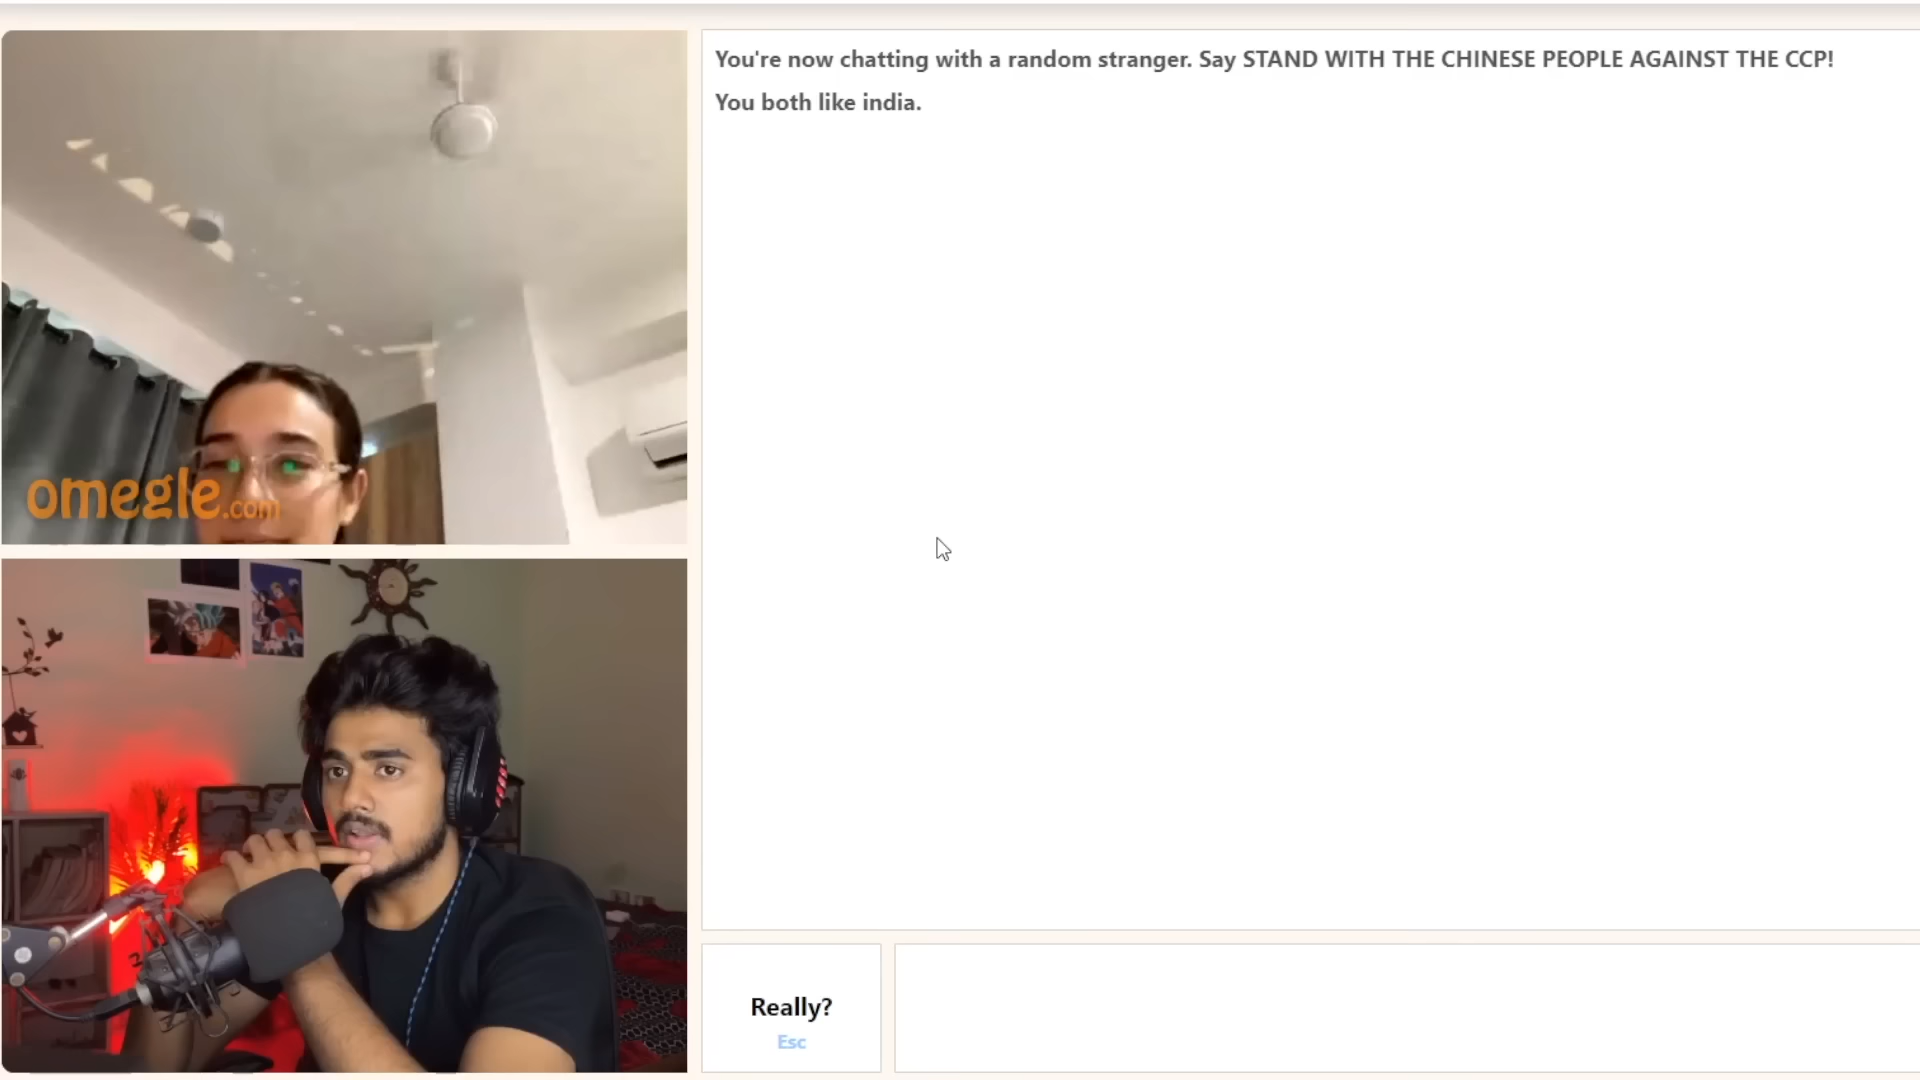 You're now chatting with a random stranger. Say STAND WITH THE CHINESE PEOPLE AGAINST THE CCP!
You both like india.
omegle.com
Really?
Esc